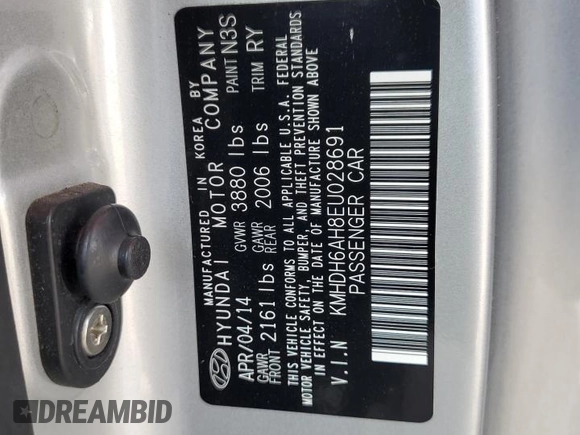 MANUFACTURED IN KOREA BY
HYUNDAI MOTOR COMPANY
APR/04/14 GVWR 3880 lbs PAINT N3S
GAWR FRONT 2161 lbs GAWR REAR 2006 lbs TRIM RY
THIS VEHICLE CONFORMS TO ALL APPLICABLE U.S.A. FEDERAL
MOTOR VEHICLE SAFETY, BUMPER, AND THEFT PREVENTION STANDARDS
IN EFFECT ON THE DATE OF MANUFACTURE SHOWN ABOVE
V.I.N KMHDH6AH8EU028691
PASSENGER CAR
DREAMBID